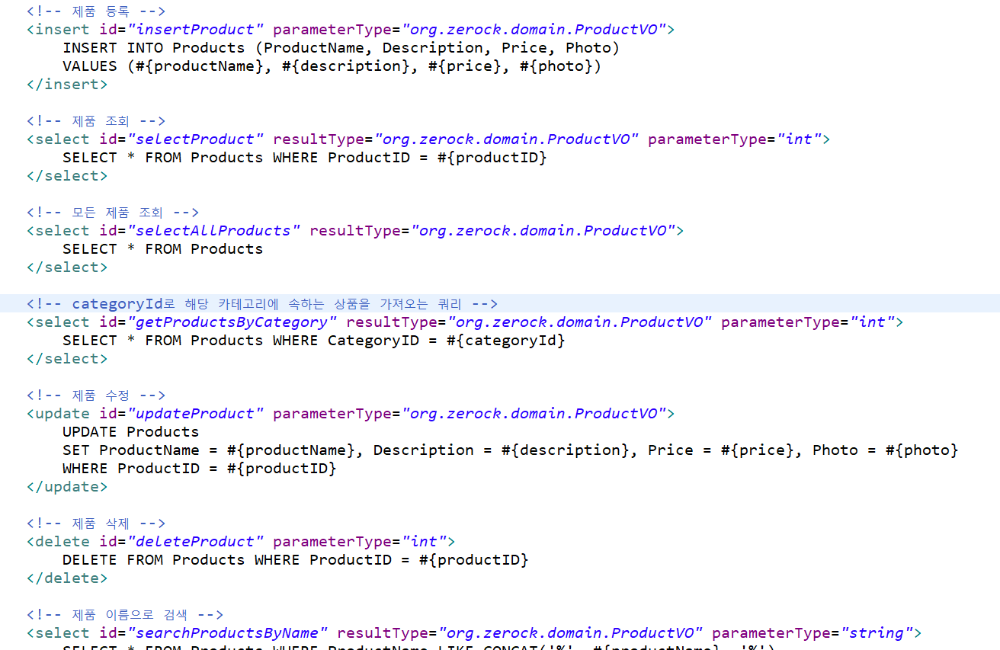 <!-- 제품 등록 -->
<insert id="insertProduct" parameterType="org.zerock.domain.ProductVO">
INSERT INTO Products (ProductName, Description, Price, Photo)
VALUES (#{productName}, #{description}, #{price}, #{photo})
</insert>
<!-- 제품 조회 -->
<select id="selectProduct" resultType="org.zerock.domain.ProductVO" parameterType="int">
SELECT * FROM Products WHERE ProductID = #{productID}
</select>
<!-- 모든 제품 조회 -->
<select id="selectAllProducts" resultType="org.zerock.domain.ProductVO">
SELECT * FROM Products
</select>
<!-- categoryId로 해당 카테고리에 속하는 상품을 가져오는 쿼리 -->
<select id="getProductsByCategory" resultType="org.zerock.domain.ProductVO" parameterType="int">
SELECT * FROM Products WHERE CategoryID = #{categoryId}
</select>
<!-- 제품 수정 -->
<update id="updateProduct" parameterType="org.zerock.domain.ProductVO">
UPDATE Products
SET ProductName = #{productName}, Description = #{description}, Price = #{price}, Photo = #{photo}
WHERE ProductID = #{productID}
</update>
<!-- 제품 삭제 -->
<delete id="deleteProduct" parameterType="int">
DELETE FROM Products WHERE ProductID = #{productID}
</delete>
<!-- 제품 이름으로 검색 -->
<select id="searchProductsByName" resultType="org.zerock.domain.ProductVO" parameterType="string">
SELECT * FROM Products WHERE ProductName LIKE CONCAT('%', #{productName}, '%')